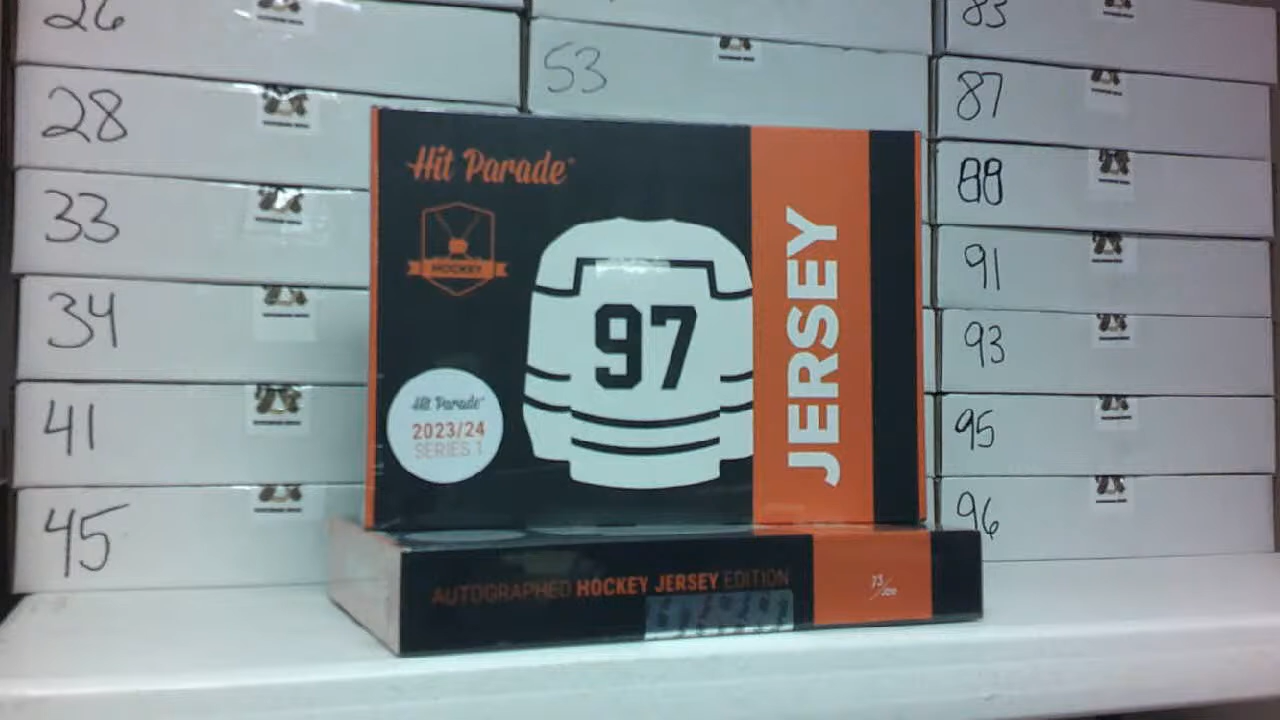 26
28
33
34
41
45
53
83
87
88
91
93
95
96
Hit Parade
HOCKEY
97
JERSEY
Hit Parade
2023/24
SERIES 1
AUTOGRAPHED HOCKEY JERSEY EDITION